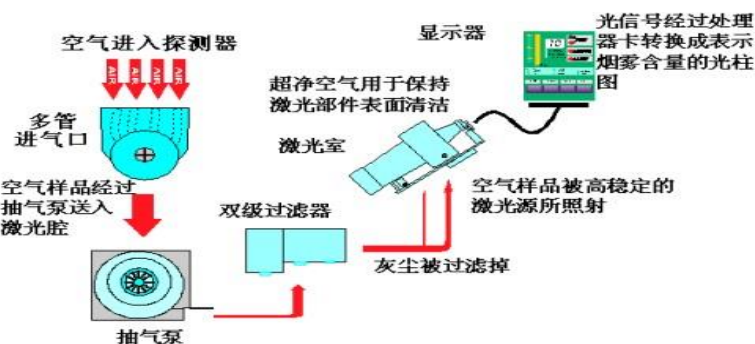 空气进入探测器
AIR AIR AIR AIR
多管
进气口
空气样品经过
抽气泵送入
激光腔
抽气泵
双级过滤器
灰尘被过滤掉
超净空气用于保持
激光部件表面清洁
激光室
空气样品被高稳定的
激光源所照射
显示器
10
光信号经过处理
器卡转换成表示
烟雾含量的光柱
图